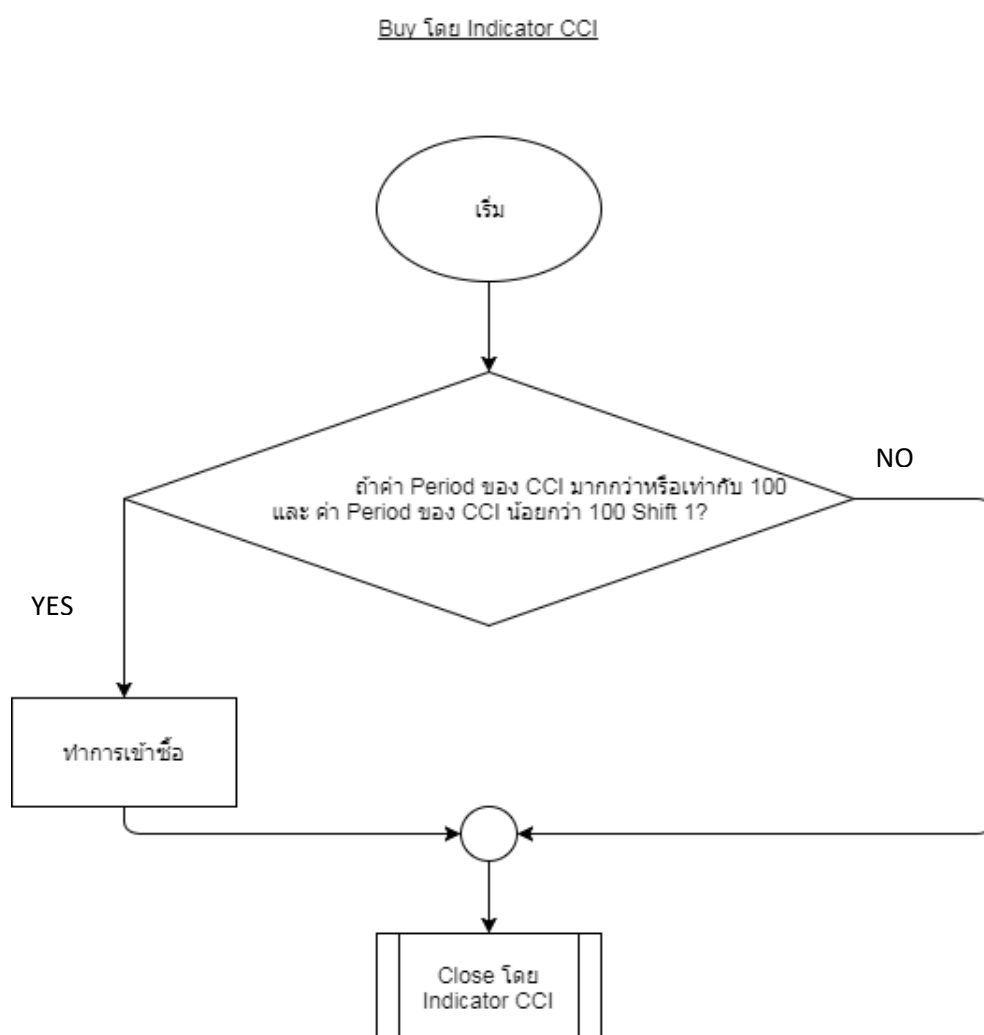 Buy โดย Indicator CCI
เริ่ม
ถ้าค่า Period ของ CCI มากกว่าหรือเท่ากับ 100
และ ค่า Period ของ CCI น้อยกว่า 100 Shift 1?
NO
YES
ทำการเข้าซื้อ
Close โดย
Indicator CCI